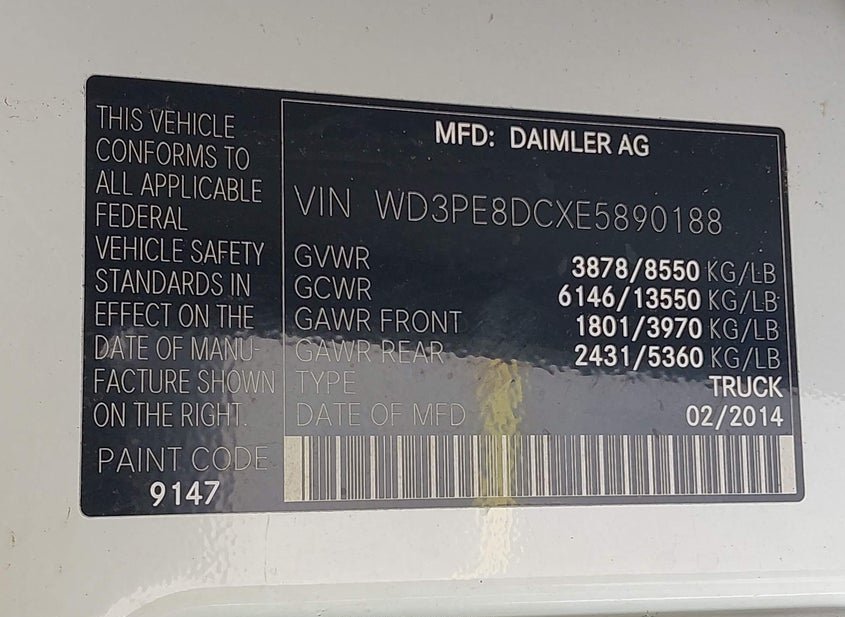 THIS VEHICLE
CONFORMS TO
ALL APPLICABLE
FEDERAL
VEHICLE SAFETY
STANDARDS IN
EFFECT ON THE
DATE OF MANU-
FACTURE SHOWN
ON THE RIGHT.
PAINT CODE
9147
MFD: DAIMLER AG
VIN WD3PE8DCXE5890188
GVWR 3878/8550 KG/LB
GCWR 6146/13550 KG/LB
GAWR FRONT 1801/3970 KG/LB
GAWR REAR 2431/5360 KG/LB
TYPE TRUCK
DATE OF MFD 02/2014